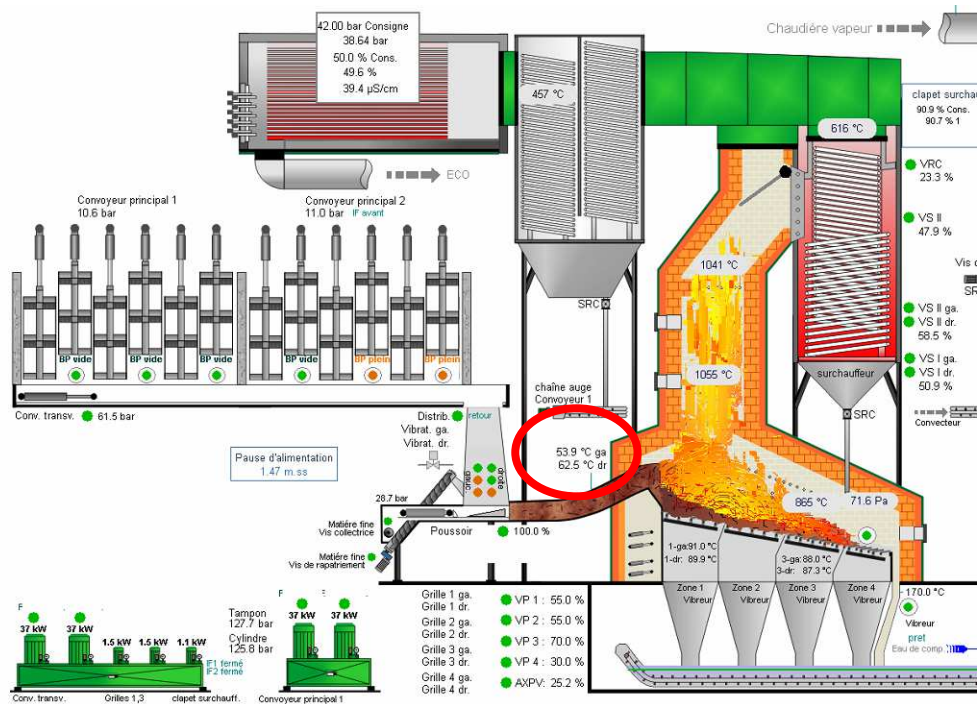 42.00 bar Consigne
38.64 bar
50.0 % Cons.
49.6 %
39.4 µS/cm
Chaudière vapeur
457 °C
616 °C
clapet surchau
90.9 % Cons.
90.7 % 1
ECO
VRC
23.3 %
VS II
47.9 %
Convoyeur principal 1
10.6 bar
Convoyeur principal 2
11.0 bar IF avant
1041 °C
Vis d
SR
SRC
VS II ga.
VS II dr.
58.5 %
BP vide
BP vide
BP vide
BP vide
BP plein
BP plein
1055 °C
VS I ga.
VS I dr.
50.9 %
surchauffeur
chaîne auge
Convoyeur 1
SRC
Convecteur
Conv. transv. 61.5 bar
Distrib. retour
Vibrat. ga.
Vibrat. dr.
53.9 °C ga
62.5 °C dr
Pause d'alimentation
1.47 m.ss
droite
865 °C
71.6 Pa
28.7 bar
Matière fine
Vis collectrice
Poussoir
100.0 %
Matière fine
Vis de rapatriement
1-ga:91.0 °C
1-dr: 89.9 °C
3-ga:88.0 °C
3-dr: 87.3 °C
Zone 1
Zone 2
Zone 3
Zone 4
Vibreur
Vibreur
- 170.0 °C
Vibreur
pret
Eau de comp.
37 kW
37 kW
1.5 kW
1.5 kW
1.1 kW
IF1 fermé
IF2 fermé
Conv. transv.
Grilles 1,3
clapet surchauff.
Tampon
127.7 bar
Cylindre
125.8 bar
37 kW
37 kW
Convoyeur principal 1
Grille 1 ga.
Grille 1 dr.
Grille 2 ga.
Grille 2 dr.
Grille 3 ga.
Grille 3 dr.
Grille 4 ga.
Grille 4 dr.
VP 1 : 55.0 %
VP 2 : 55.0 %
VP 3 : 70.0 %
VP 4 : 30.0 %
AXPV: 25.2 %